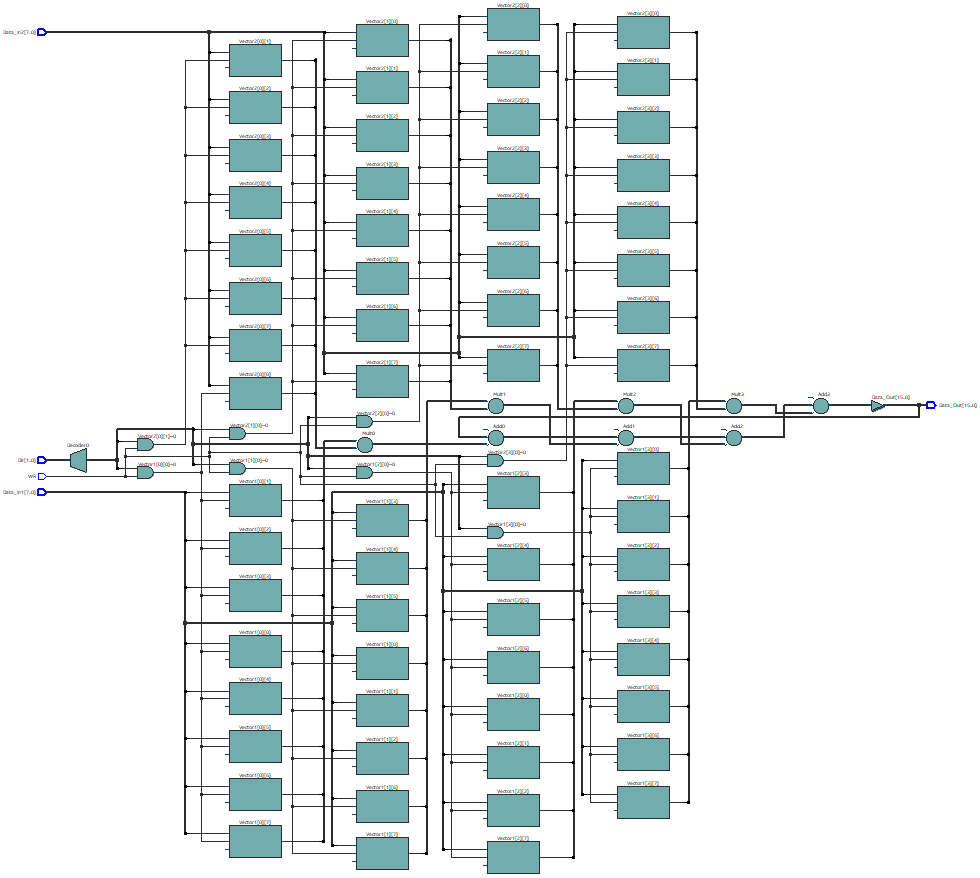 Data_In2[7..0]
Dir[1..0]
WR
Data_In1[7..0]
Decoder0
Vector2[0][1]~0
Vector1[0][0]~0
Vector2[0][1]
Vector2[0][2]
Vector2[0][3]
Vector2[0][4]
Vector2[0][5]
Vector2[0][6]
Vector2[0][7]
Vector2[0][0]
Vector2[1][0]~0
Vector1[1][0]~0
Vector1[0][1]
Vector1[0][2]
Vector1[0][3]
Vector1[0][0]
Vector1[0][4]
Vector1[0][5]
Vector1[0][6]
Vector1[0][7]
Vector2[1][0]
Vector2[1][1]
Vector2[1][2]
Vector2[1][3]
Vector2[1][4]
Vector2[1][5]
Vector2[1][6]
Vector2[1][7]
Vector2[2][0]~0
Mult0
Vector1[2][0]~0
Vector1[1][3]
Vector1[1][4]
Vector1[1][5]
Vector1[1][0]
Vector1[1][1]
Vector1[1][2]
Vector1[1][6]
Vector1[1][7]
Vector2[2][0]
Vector2[2][1]
Vector2[2][2]
Vector2[2][3]
Vector2[2][4]
Vector2[2][5]
Vector2[2][6]
Vector2[2][7]
Mult1
Add0
Vector2[3][0]~0
Vector1[2][3]
Vector1[3][0]~0
Vector1[2][4]
Vector1[2][5]
Vector1[2][6]
Vector1[2][0]
Vector1[2][1]
Vector1[2][2]
Vector1[2][7]
Vector2[3][0]
Vector2[3][1]
Vector2[3][2]
Vector2[3][3]
Vector2[3][4]
Vector2[3][5]
Vector2[3][6]
Vector2[3][7]
Mult2
Add1
Vector1[3][0]
Vector1[3][1]
Vector1[3][2]
Vector1[3][3]
Vector1[3][4]
Vector1[3][5]
Vector1[3][6]
Vector1[3][7]
Mult3
Add2
Add3
Data_Out[15..0]
Data_Out[15..0]